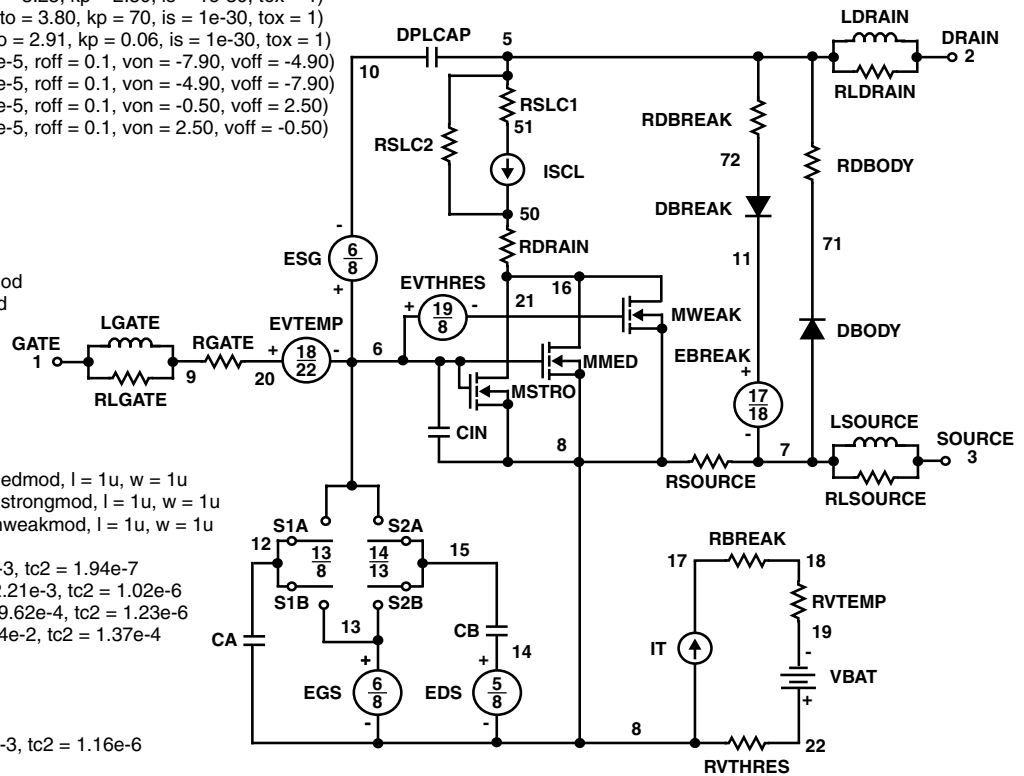 to = 3.80, kp = 70, is = 1e-30, tox = 1)
o = 2.91, kp = 0.06, is = 1e-30, tox = 1)
e-5, roff = 0.1, von = -7.90, voff = -4.90)
e-5, roff = 0.1, von = -4.90, voff = -7.90)
e-5, roff = 0.1, von = -0.50, voff = 2.50)
e-5, roff = 0.1, von = 2.50, voff = -0.50)
od
d
edmod, l = 1u, w = 1u
strongmod, l = 1u, w = 1u
weakmod, l = 1u, w = 1u
-3, tc2 = 1.94e-7
2.21e-3, tc2 = 1.02e-6
9.62e-4, tc2 = 1.23e-6
4e-2, tc2 = 1.37e-4
-3, tc2 = 1.16e-6
DPLCAP
5
10
LDRAIN
DRAIN
2
RLDRAIN
RSLC1
51
RSLC2
ISCL
50
RDBREAK
72
RDBODY
DBREAK
11
71
RDRAIN
-
ESG
6
8
+
EVTHRES
+
19
8
-
21
16
MWEAK
DBODY
GATE
1
LGATE
RLGATE
9
RGATE
20
EVTEMP
+
18
22
-
6
MMED
MSTRO
EBREAK
+
17
18
-
CIN
8
RSOURCE
7
LSOURCE
RLSOURCE
SOURCE
3
S1A
S2A
12
13
8
14
13
15
S1B
S2B
13
CA
CB
14
+
EGS
6
8
-
+
EDS
5
8
-
8
17
RBREAK
18
RVTEMP
19
IT
-
VBAT
+
22
RVTHRES